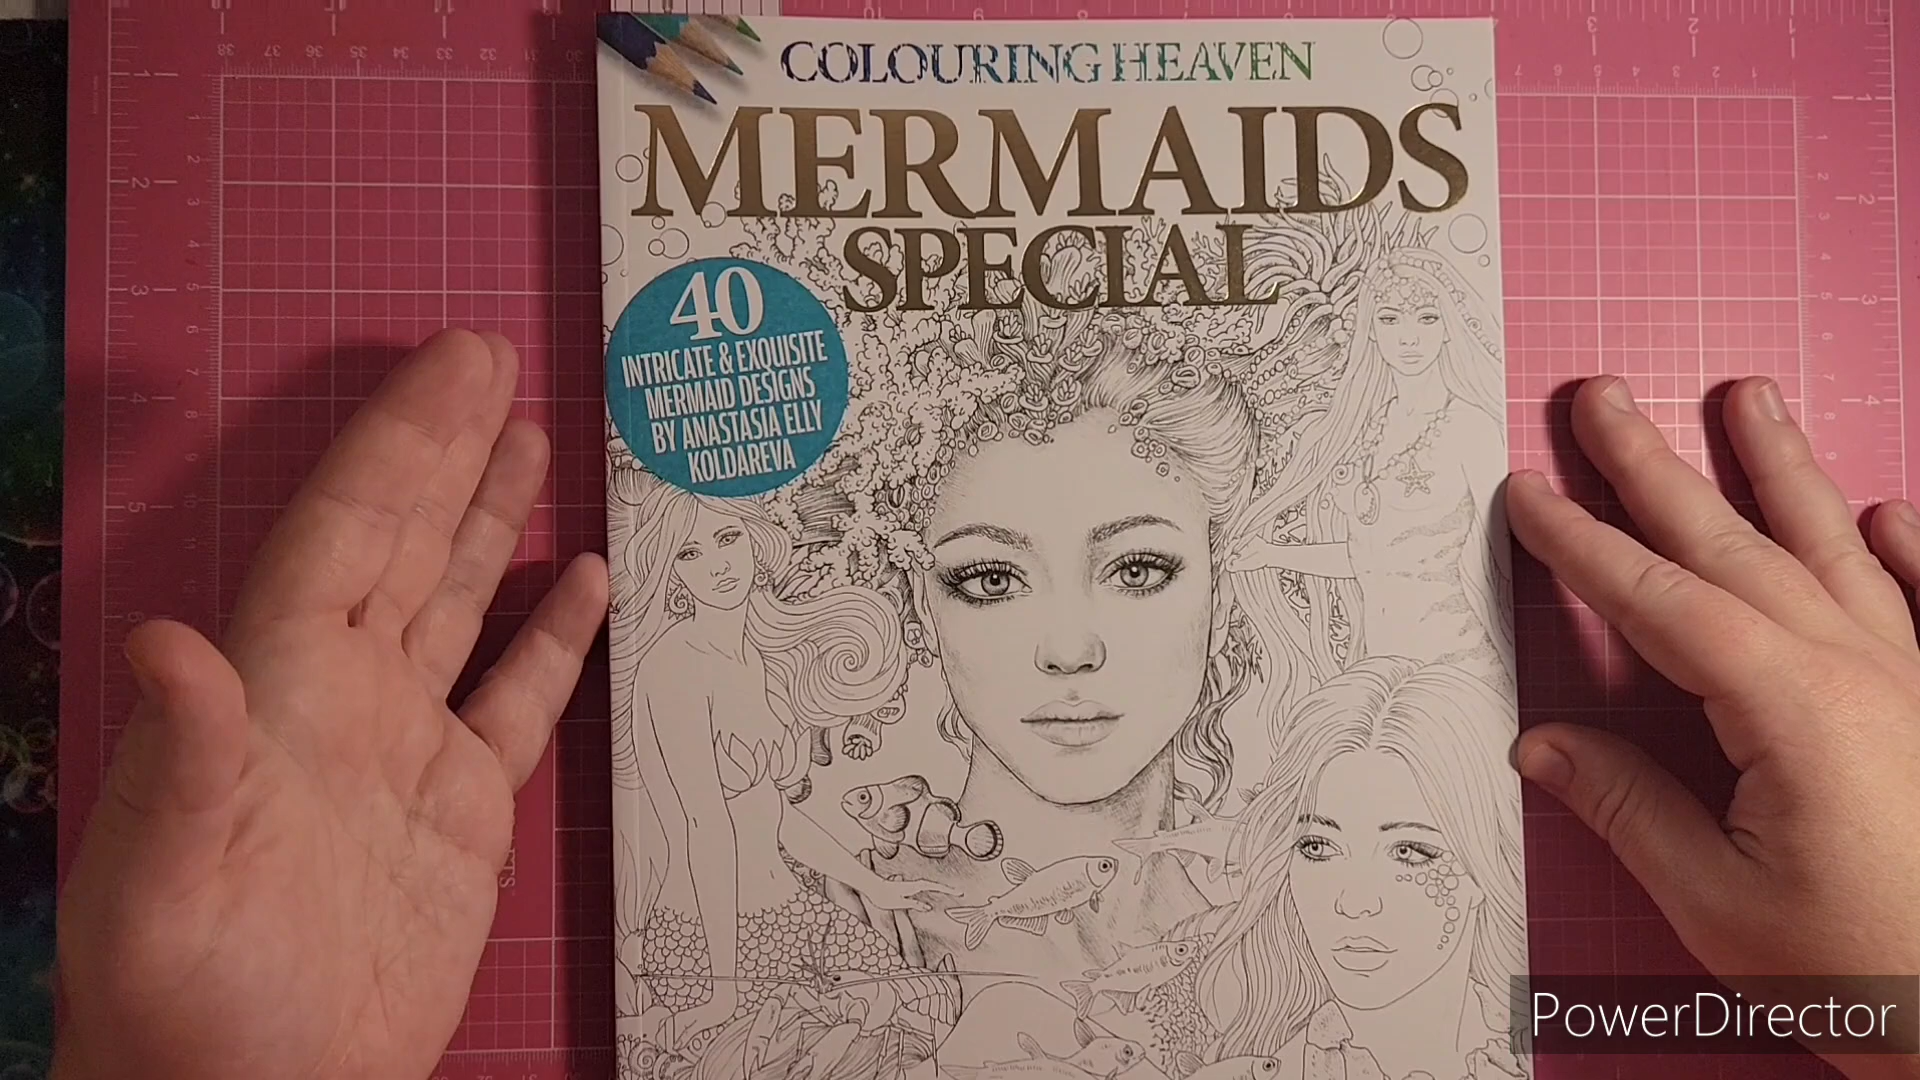 COLOURING HEAVEN
MERMAIDS
SPECIAL
40
INTRICATE & EXQUISITE
MERMAID DESIGNS
BY ANASTASIA ELLY
KOLDAREVA
PowerDirector